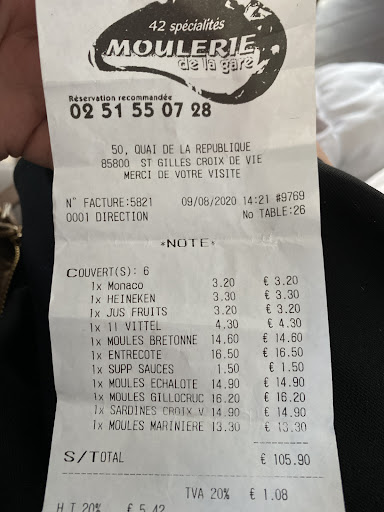 42 spécialités
MOULERIE
de la gare
Réservation recommandée
02 51 55 07 28
50, QUAI DE LA REPUBLIQUE
85800 ST GILLES CROIX DE VIE
MERCI DE VOTRE VISITE
N° FACTURE:5821 09/08/2020 14:21 #9769
0001 DIRECTION No TABLE:26
*NOTE*
COUVERT(S): 6
1x Monaco 3.20 € 3.20
1x HEINEKEN 3.30 € 3.30
1x JUS FRUITS 3.20 € 3.20
1x 1l VITTEL 4.30 € 4.30
1x MOULES BRETONNE 14.60 € 14.60
1x ENTRECOTE 16.50 € 16.50
1x SUPP SAUCES 1.50 € 1.50
1x MOULES ECHALOTE 14.90 € 14.90
1x MOULES GILLOCRUC 16.20 € 16.20
1x SARDINES CROIX V 14.90 € 14.90
1x MOULES MARINIERE 13.30 € 13.30
S/TOTAL € 105.90
TVA 20% € 1.08
H.T 20% € 5.42